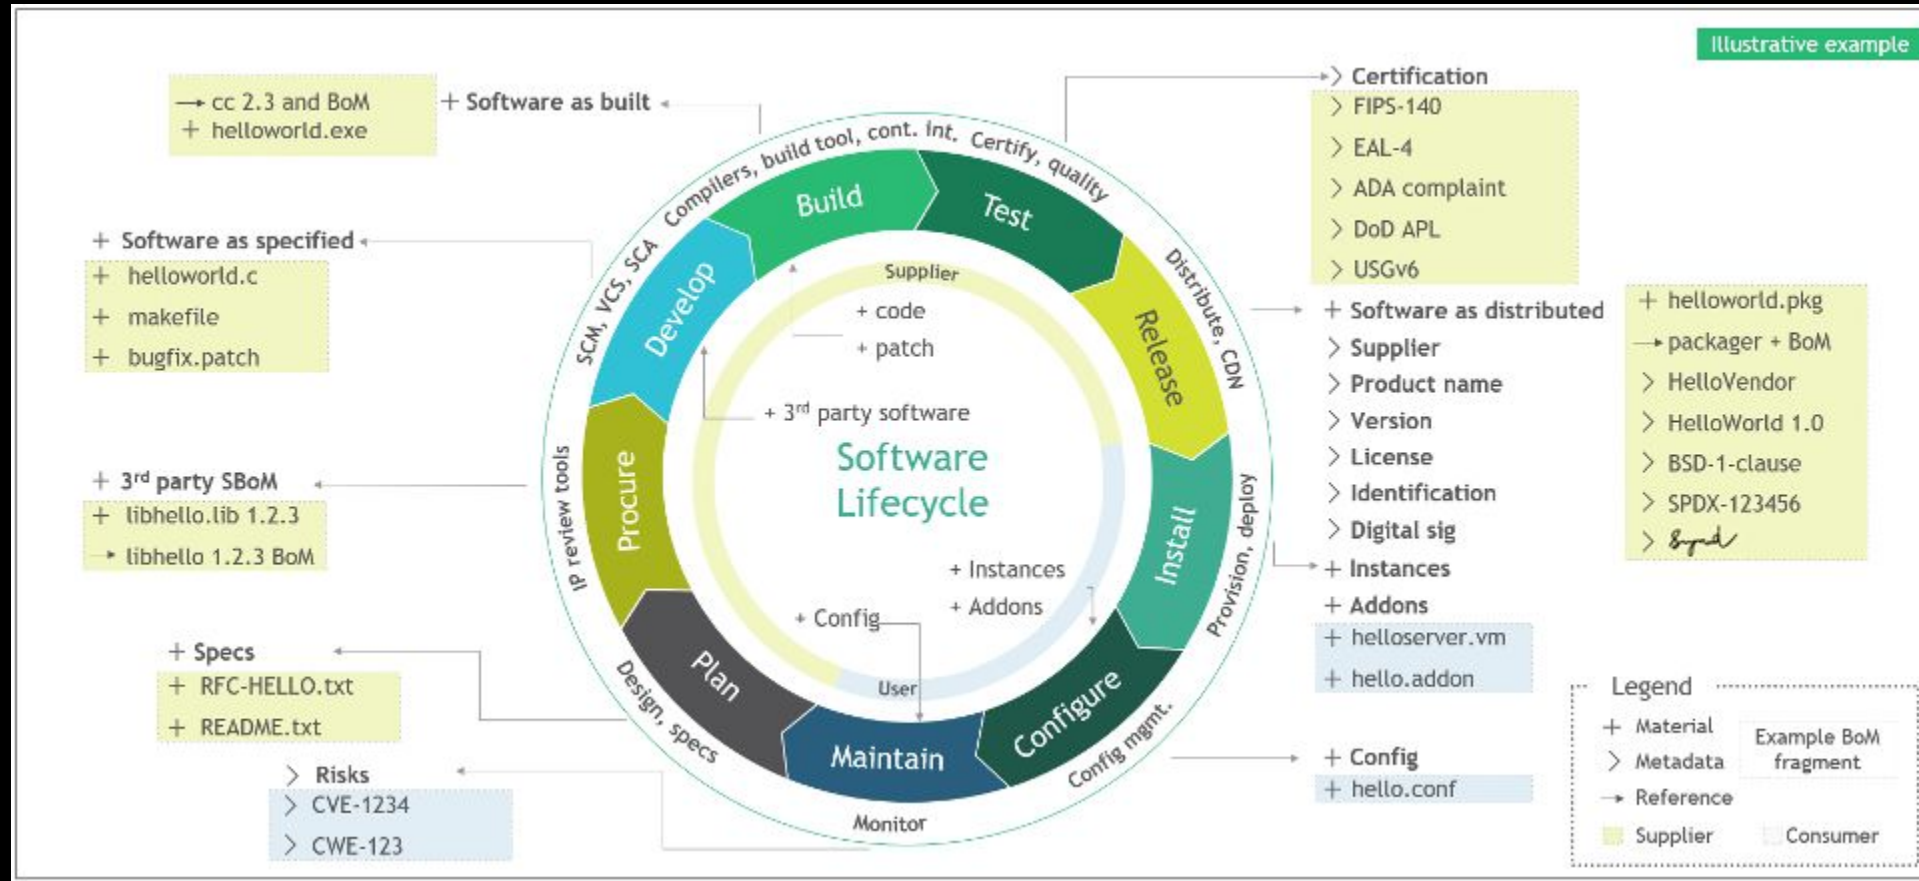 Illustrative example
→ cc 2.3 and BoM
+ helloworld.exe
+ Software as built
+ Software as specified
+ helloworld.c
+ makefile
+ bugfix.patch
+ 3rd party SBoM
+ libhello.lib 1.2.3
→ libhello 1.2.3 BoM
+ Specs
+ RFC-HELLO.txt
+ README.txt
> Risks
> CVE-1234
> CWE-123
Compilers, build tool, cont. int.
Certify, quality
Distribute, CDN
Provision, deploy
Config mgmt.
Monitor
Design, specs
IP review tools
SCM, VCS, SCA
Build
Test
Release
Install
Configure
Maintain
Plan
Procure
Develop
Supplier
+ code
+ patch
+ 3rd party software
Software
Lifecycle
+ Instances
+ Addons
+ Config
User
> Certification
> FIPS-140
> EAL-4
> ADA complaint
> DoD APL
> USGv6
+ Software as distributed
> Supplier
> Product name
> Version
> License
> Identification
> Digital sig
+ Instances
+ Addons
+ helloserver.vm
+ hello.addon
+ Config
+ hello.conf
+ helloworld.pkg
→ packager + BoM
> HelloVendor
> HelloWorld 1.0
> BSD-1-clause
> SPDX-123456
>
Legend
+ Material
> Metadata
→ Reference
Example BoM
fragment
Supplier
Consumer